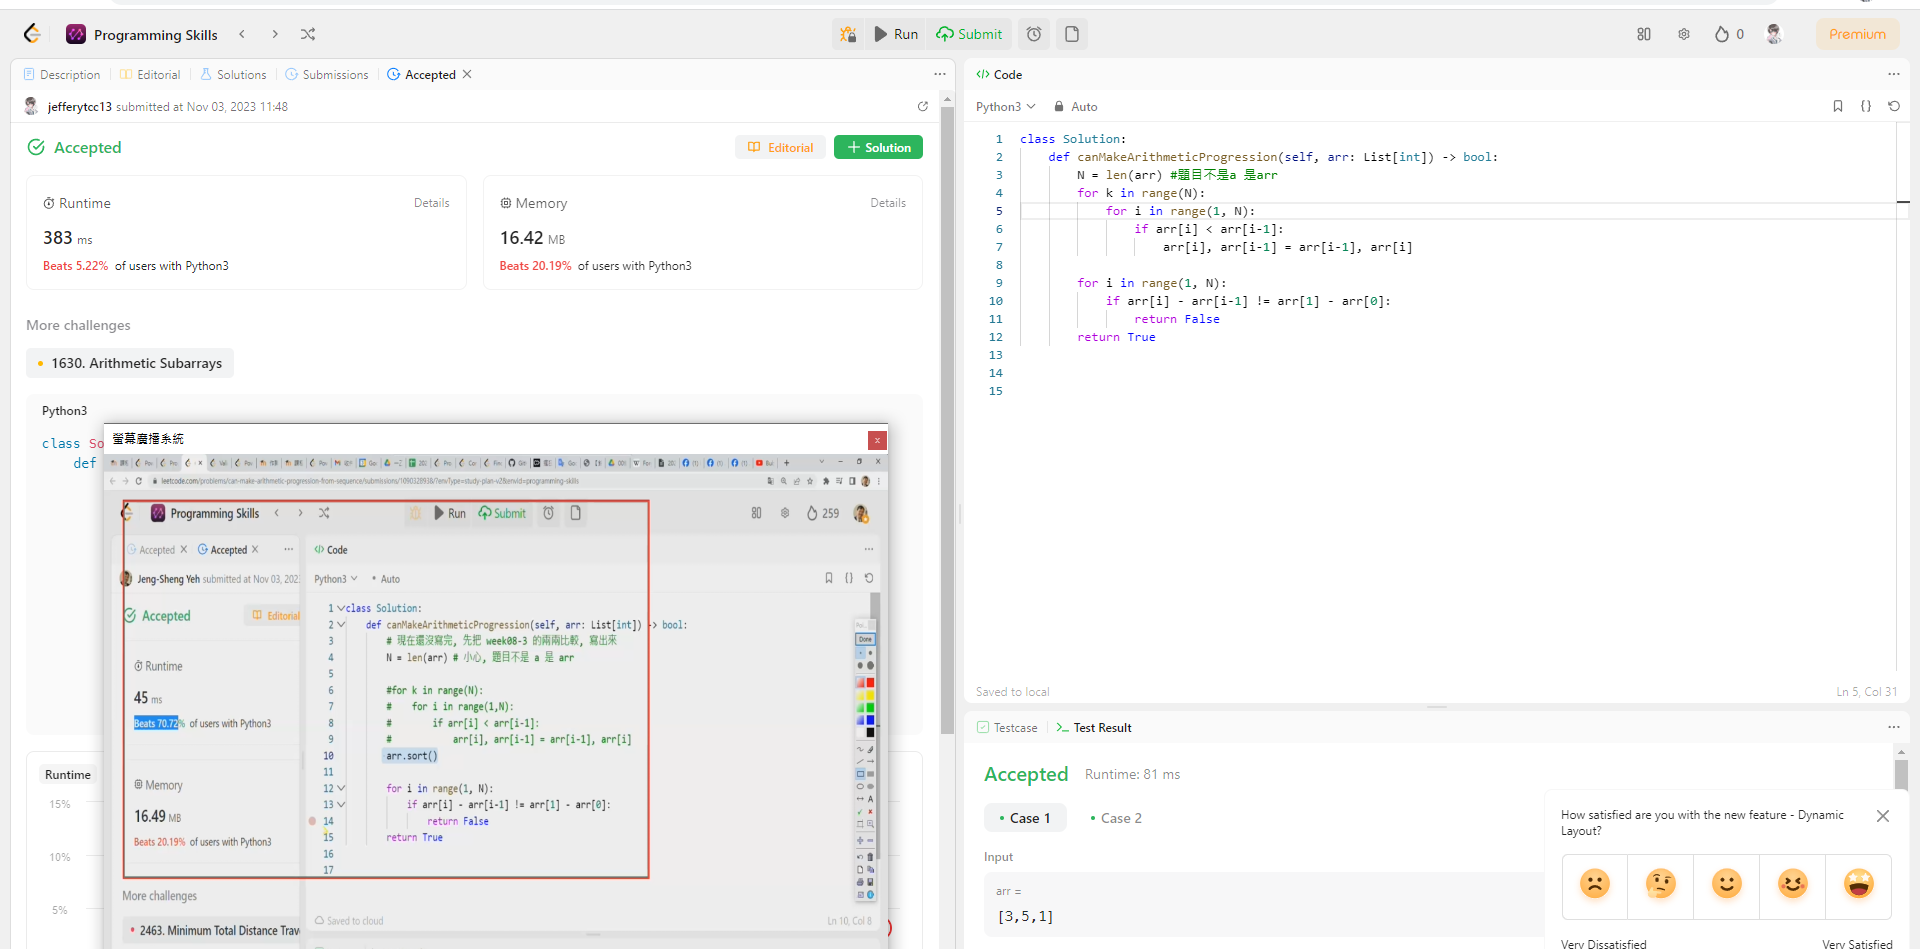 Programming Skills
Run
Submit
0
Premium
Description
Editorial
Solutions
Submissions
Accepted
jefferytcc13 submitted at Nov 03, 2023 11:48
Accepted
Editorial
Solution
Runtime
Details
383 ms
Beats 5.22% of users with Python3
Memory
Details
16.42 MB
Beats 20.19% of users with Python3
More challenges
1630. Arithmetic Subarrays
Python3
class So
def
Runtime
15%
10%
5%
螢幕廣播系統
leetcode.com/problems/can-make-arithmetic-progression-from-sequence/submissions/1090328938/?envType=study-plan-v2&envId=programming-skills
Programming Skills
Run
Submit
259
Accepted
Accepted
Jeng-Sheng Yeh submitted at Nov 03, 202
Accepted
Editorial
Runtime
45 ms
Beats 70.72% of users with Python3
Memory
16.49 MB
Beats 20.19% of users with Python3
More challenges
2463. Minimum Total Distance Trav
Code
Python3
Auto
1 class Solution:
2 def canMakeArithmeticProgression(self, arr: List[int]) -> bool:
3 # 現在還沒寫完, 先把 week08-3 的兩兩比較, 寫出來
4 N = len(arr) # 小心, 題目不是 a 是 arr
5
6 #for k in range(N):
7 # for i in range(1,N):
8 # if arr[i] < arr[i-1]:
9 # arr[i], arr[i-1] = arr[i-1], arr[i]
10 arr.sort()
11
12 for i in range(1, N):
13 if arr[i] - arr[i-1] != arr[1] - arr[0]:
14 return False
15 return True
16
17
Saved to cloud
Ln 10, Col 8
Done
Code
Python3
Auto
1 class Solution:
2 def canMakeArithmeticProgression(self, arr: List[int]) -> bool:
3 N = len(arr) #題目不是a 是arr
4 for k in range(N):
5 for i in range(1, N):
6 if arr[i] < arr[i-1]:
7 arr[i], arr[i-1] = arr[i-1], arr[i]
8
9 for i in range(1, N):
10 if arr[i] - arr[i-1] != arr[1] - arr[0]:
11 return False
12 return True
13
14
15
Saved to local
Ln 5, Col 31
Testcase
Test Result
Accepted
Runtime: 81 ms
Case 1
Case 2
Input
arr =
[3,5,1]
How satisfied are you with the new feature - Dynamic
Layout?
Very Dissatisfied
Very Satisfied